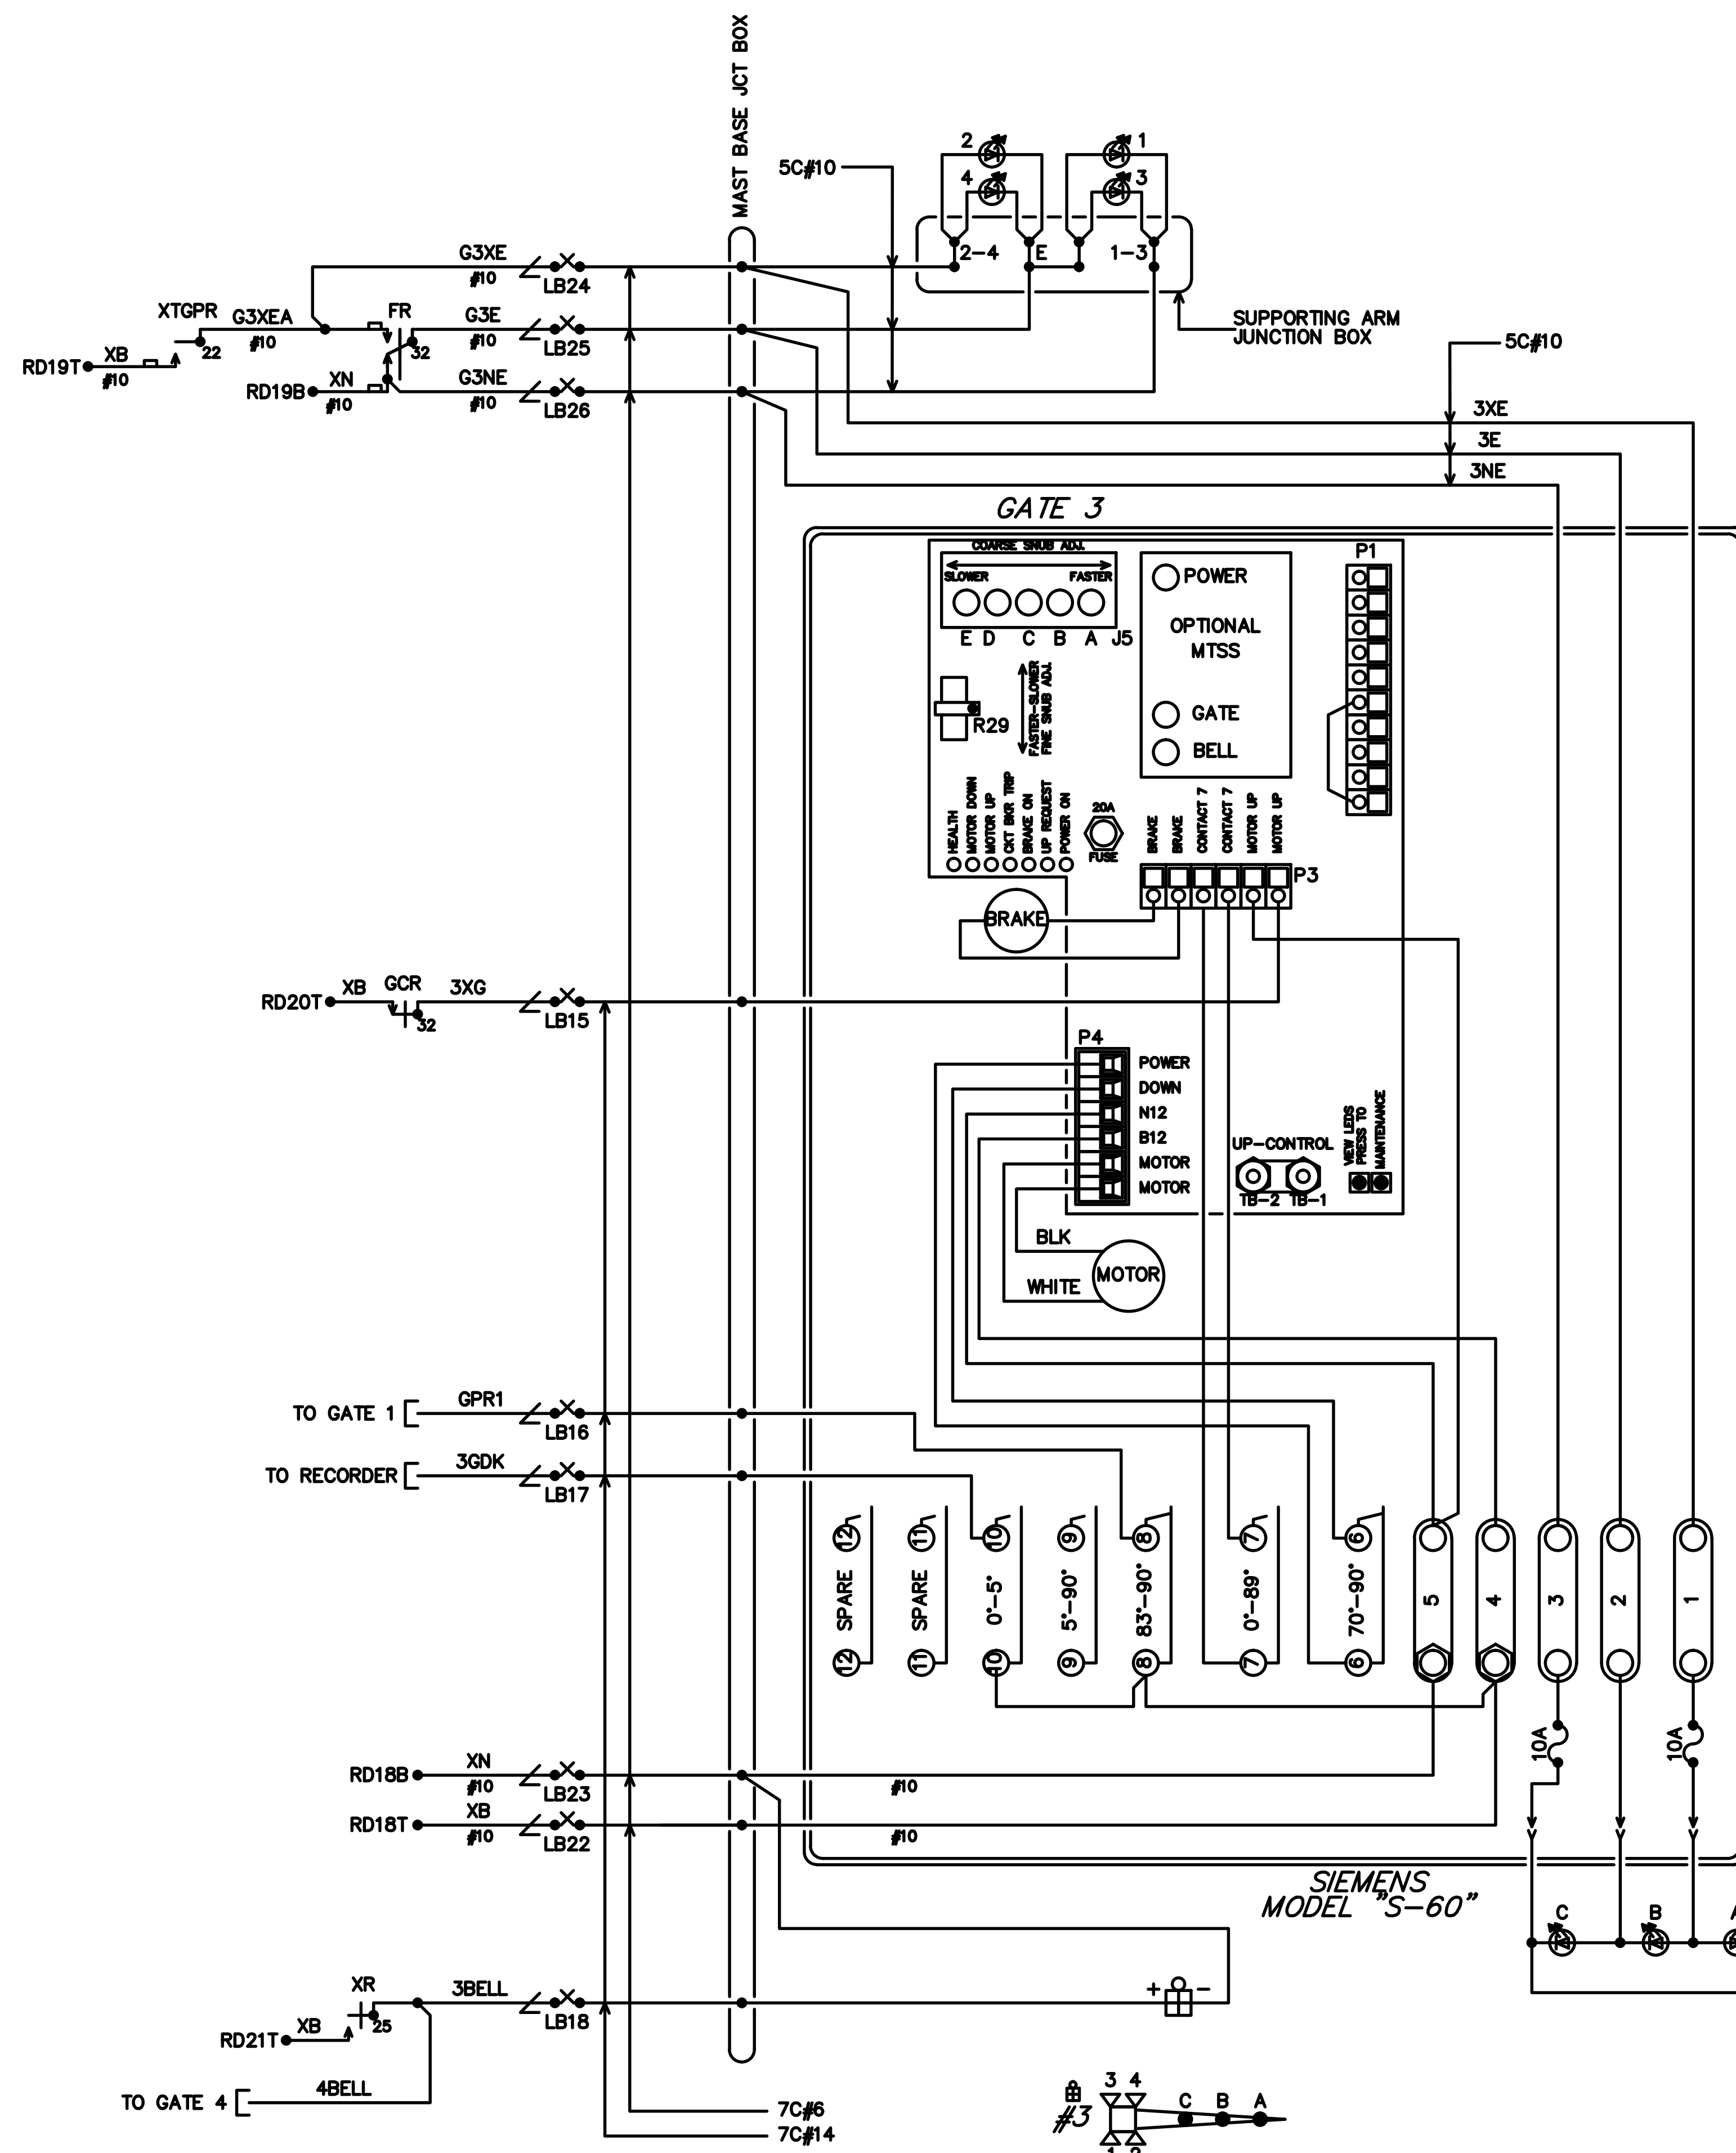 MAST BASE JCT BOX
5C#10
2
1
4
3
2-4
E
1-3
G3XE
#10
LB24
XTGPR
G3XEA
#10
22
FR
32
G3E
#10
LB25
SUPPORTING ARM
JUNCTION BOX
5C#10
RD19T
XB
#10
RD19B
XN
#10
G3NE
#10
LB26
3XE
3E
3NE
GATE 3
COARSE SNUB ADJ.
SLOWER
FASTER
E D C B A J5
POWER
OPTIONAL
MTSS
GATE
BELL
P1
R29
FASTER-SLOWER
FINE SNUB ADJ.
HEALTH
MOTOR DOWN
MOTOR UP
CKT BKR TRIP
BRAKE ON
UP REQUEST
POWER ON
20A
FUSE
BRAKE
BRAKE
CONTACT 7
CONTACT 7
MOTOR UP
MOTOR UP
P3
BRAKE
RD20T
XB
GCR
32
3XG
LB15
P4
POWER
DOWN
N12
B12
MOTOR
MOTOR
UP-CONTROL
TB-2 TB-1
VIEW LEDS
PRESS TO
MAINTENANCE
BLK
WHITE
MOTOR
TO GATE 1
GPR1
LB16
TO RECORDER
3GDK
LB17
12
11
10
9
8
7
6
SPARE
SPARE
0°-5°
5°-90°
83°-90°
0°-89°
70°-90°
5
4
3
2
1
12
11
10
9
8
7
6
10A
10A
RD18B
XN
#10
LB23
#10
RD18T
XB
#10
LB22
#10
SIEMENS
MODEL "S-60"
C
B
A
XR
25
3BELL
LB18
+
-
RD21T
XB
TO GATE 4
4BELL
7C#6
7C#14
#3
3 4
C B A
1 2